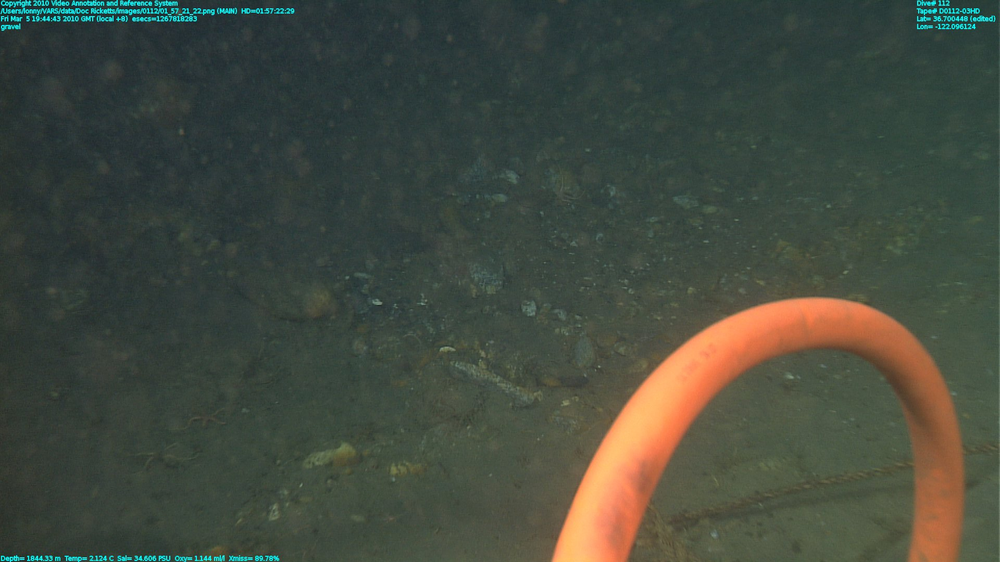 Copyright 2010 Video Annotation and Reference System
/Users/lonny/VARS/data/Doc Ricketts/images/0112/01_57_21_22.png (MAIN) HD=01:57:22:29
Fri Mar 5 19:44:43 2010 GMT (local +8) esecs=1267818283
gravel
Dive# 112
Tape# D0112-03HD
Lat= 36.700448 (edited)
Lon= -122.096124
Depth= 1844.33 m Temp= 2.124 C Sal= 34.606 PSU Oxy= 1.144 ml/l Xmiss= 89.78%